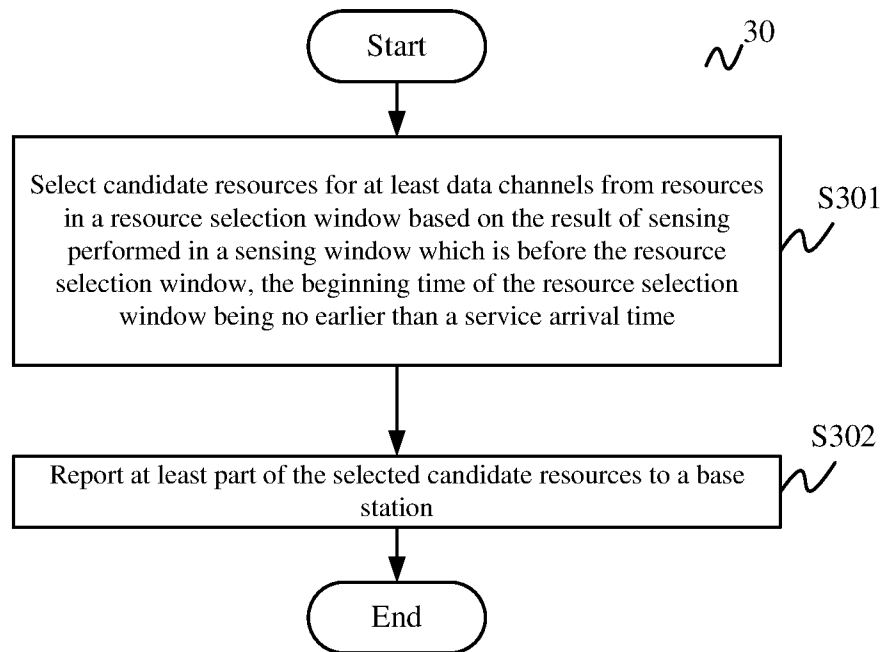 Start
30
Select candidate resources for at least data channels from resources
in a resource selection window based on the result of sensing
performed in a sensing window which is before the resource
selection window, the beginning time of the resource selection
window being no earlier than a service arrival time
S301
Report at least part of the selected candidate resources to a base
station
S302
End